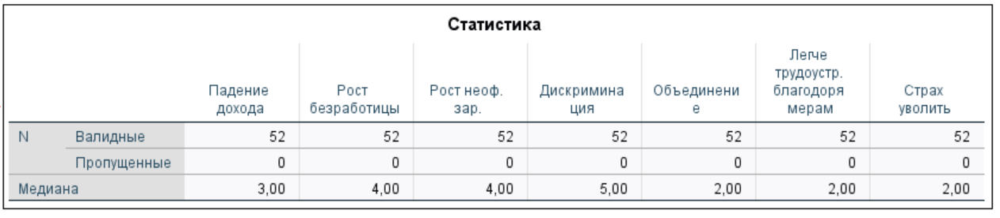 Статистика
Падение дохода
Рост безработицы
Рост неоф. зар.
Дискримина
ция
Объединени
е
Легче трудоустр. благодоря мерам
Страх уволить
N Валидные 52 52 52 52 52 52 52
Пропущенные 0 0 0 0 0 0 0
Медиана 3,00 4,00 4,00 5,00 2,00 2,00 2,00